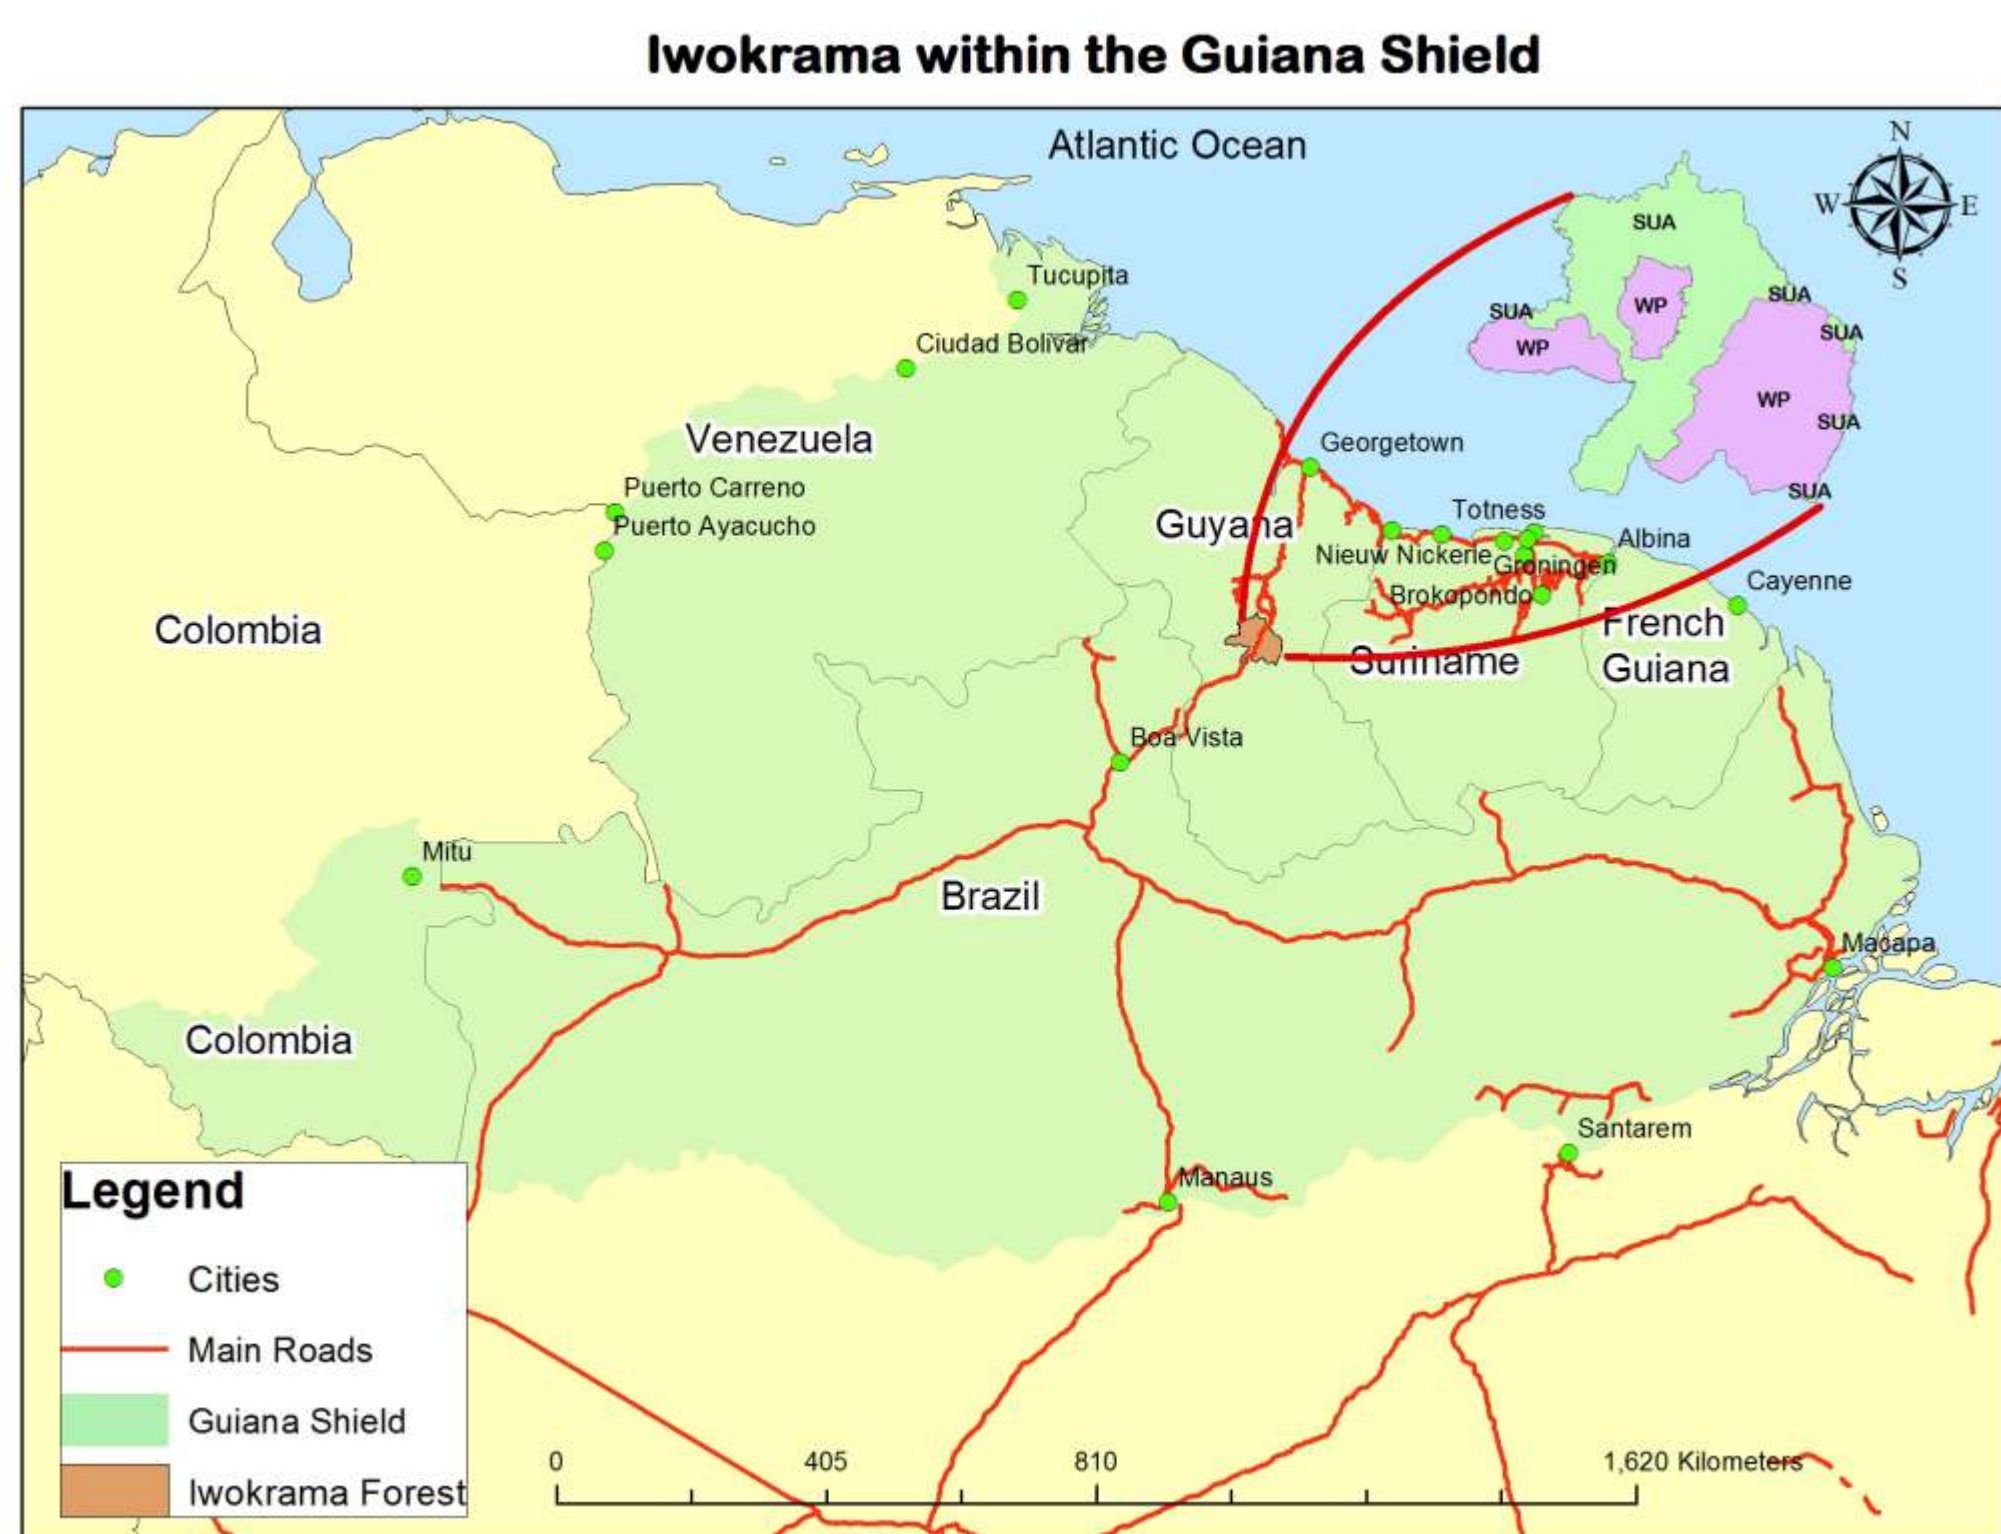 Iwokrama within the Guiana Shield
Atlantic Ocean
N
W
E
S
SUA
SUA
WP
SUA
SUA
WP
WP
SUA
SUA
Tucupita
Ciudad Bolivar
Venezuela
Georgetown
Puerto Carreno
Puerto Ayacucho
Guyana
Totness
Albina
Nieuw Nickerie
Groningen
Brokopondo
Cayenne
French
Guiana
Suriname
Colombia
Boa Vista
Mitu
Brazil
Macapa
Colombia
Santarem
Manaus
Legend
Cities
Main Roads
Guiana Shield
Iwokrama Forest
0 405 810 1,620 Kilometers